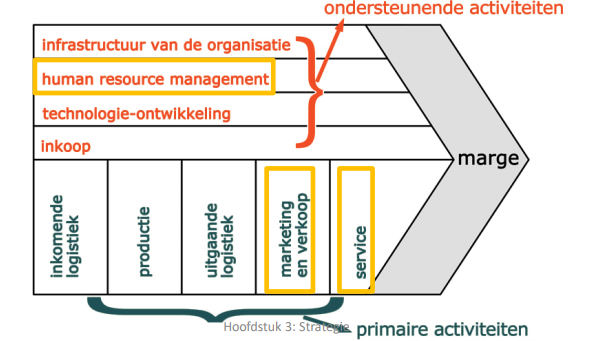 ondersteunende activiteiten
infrastructuur van de organisatie
human resource management
technologie-ontwikkeling
inkoop
marge
inkomende
logistiek
productie
uitgaande
logistiek
marketing
en verkoop
service
Hoofdstuk 3: Strategie
primaire activiteiten